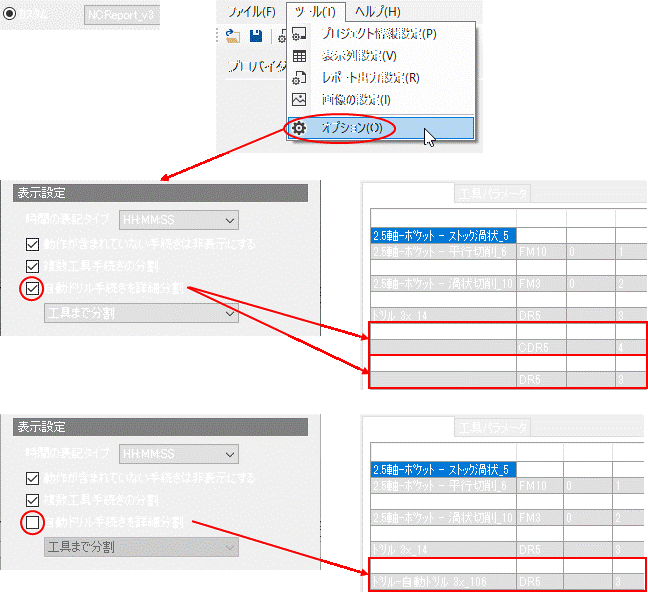 カスタム NCReport_v3
ファイル(F) ツール(T) ヘルプ(H)
プロジェクト情報設定(P)
表示列設定(V)
レポート出力設定(R)
画像の設定(I)
オプション(O)
プロバイダ
表示設定
時間の表記タイプ HH:MM:SS
動作が含まれていない手続きは非表示にする
複数工具手続きの分割
自動ドリル手続きを詳細分割
工具まで分割
工具パラメータ
2.5軸-ポケット - ストック渦状_5
2.5軸-ポケット - 平行切削_6 FM10 0 1
2.5軸-ポケット - 渦状切削_10 FM3 0 2
ドリル 3x_14 DR5 3
CDR5 4
DR5 3
表示設定
時間の表記タイプ HH:MM:SS
動作が含まれていない手続きは非表示にする
複数工具手続きの分割
自動ドリル手続きを詳細分割
工具まで分割
工具パラメータ
2.5軸-ポケット - ストック渦状_5
2.5軸-ポケット - 平行切削_6 FM10 0 1
2.5軸-ポケット - 渦状切削_10 FM3 0 2
ドリル 3x_14 DR5 3
ドリル-自動ドリル 3x_106 DR5 3